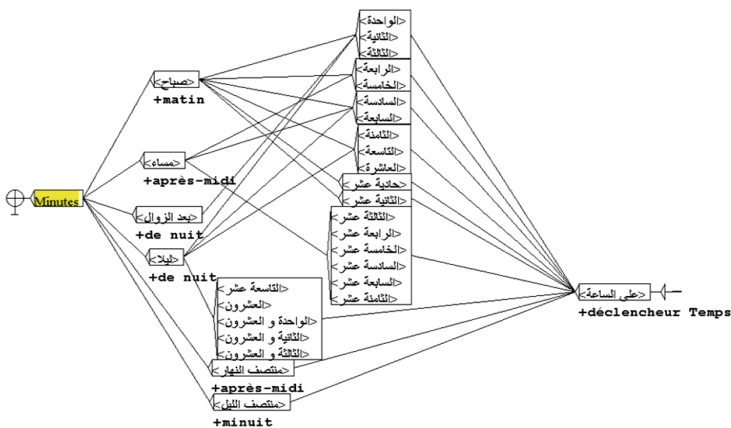 <الواحدة>
<الثانية>
<الثالثة>
<الرابعة>
<الخامسة>
<صباح>
+matin
<السادسة>
<السابعة>
<الثامنة>
<التاسعة>
<العاشرة>
<مساء>
+après-midi
<حادية عشر>
<الثانية عشر>
Minutes
<بعد الزوال>
+de nuit
<الثالثة عشر>
<الرابعة عشر>
<الخامسة عشر>
<السادسة عشر>
<السابعة عشر>
<الثامنة عشر>
<ليلا>
+de nuit
<التاسعة عشر>
<العشرون>
<الواحدة و العشرون>
<الثانية و العشرون>
<الثالثة و العشرون>
<على الساعة>
+déclencheur Temps
<منتصف النهار>
+après-midi
<منتصف الليل>
+minuit